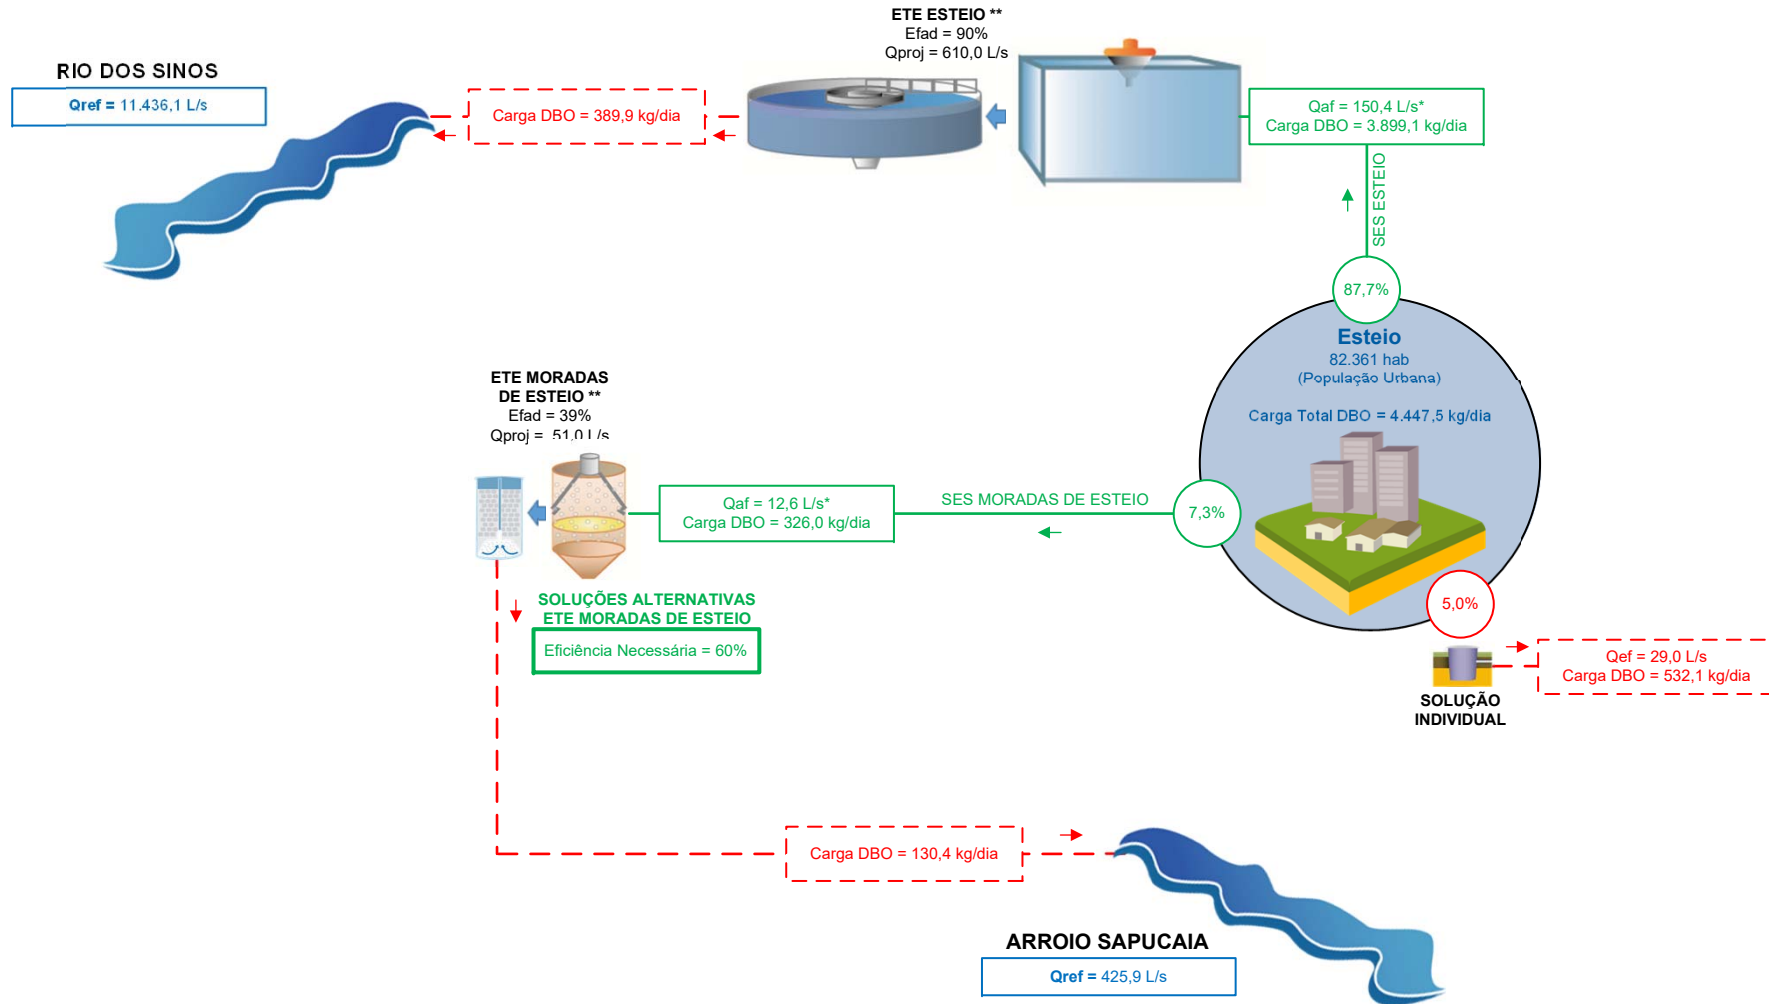 ETE ESTEIO **
Efad = 90%
Qproj = 610,0 L/s
RIO DOS SINOS
Qref = 11.436,1 L/s
Carga DBO = 389,9 kg/dia
Qaf = 150,4 L/s*
Carga DBO = 3.899,1 kg/dia
SES ESTEIO
87,7%
Esteio
82.361 hab
(População Urbana)
Carga Total DBO = 4.447,5 kg/dia
ETE MORADAS
DE ESTEIO **
Efad = 39%
Qproj = 51,0 L/s
Qaf = 12,6 L/s*
Carga DBO = 326,0 kg/dia
SES MORADAS DE ESTEIO
7,3%
SOLUÇÕES ALTERNATIVAS
ETE MORADAS DE ESTEIO
Eficiência Necessária = 60%
5,0%
Qef = 29,0 L/s
Carga DBO = 532,1 kg/dia
SOLUÇÃO
INDIVIDUAL
Carga DBO = 130,4 kg/dia
ARROIO SAPUCAIA
Qref = 425,9 L/s